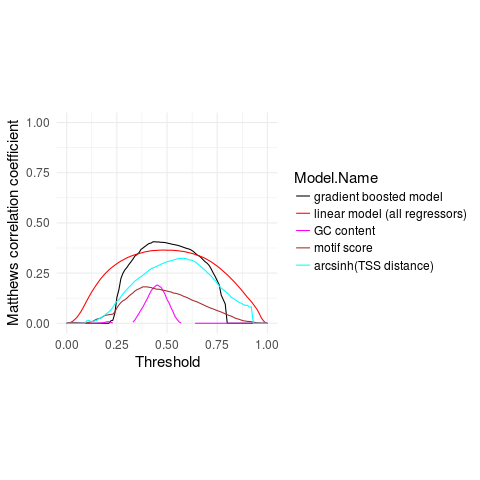 Matthews correlation coefficient
1.00
0.75
0.50
0.25
0.00
0.00 0.25 0.50 0.75 1.00
Threshold
Model.Name
gradient boosted model
linear model (all regressors)
GC content
motif score
arcsinh(TSS distance)